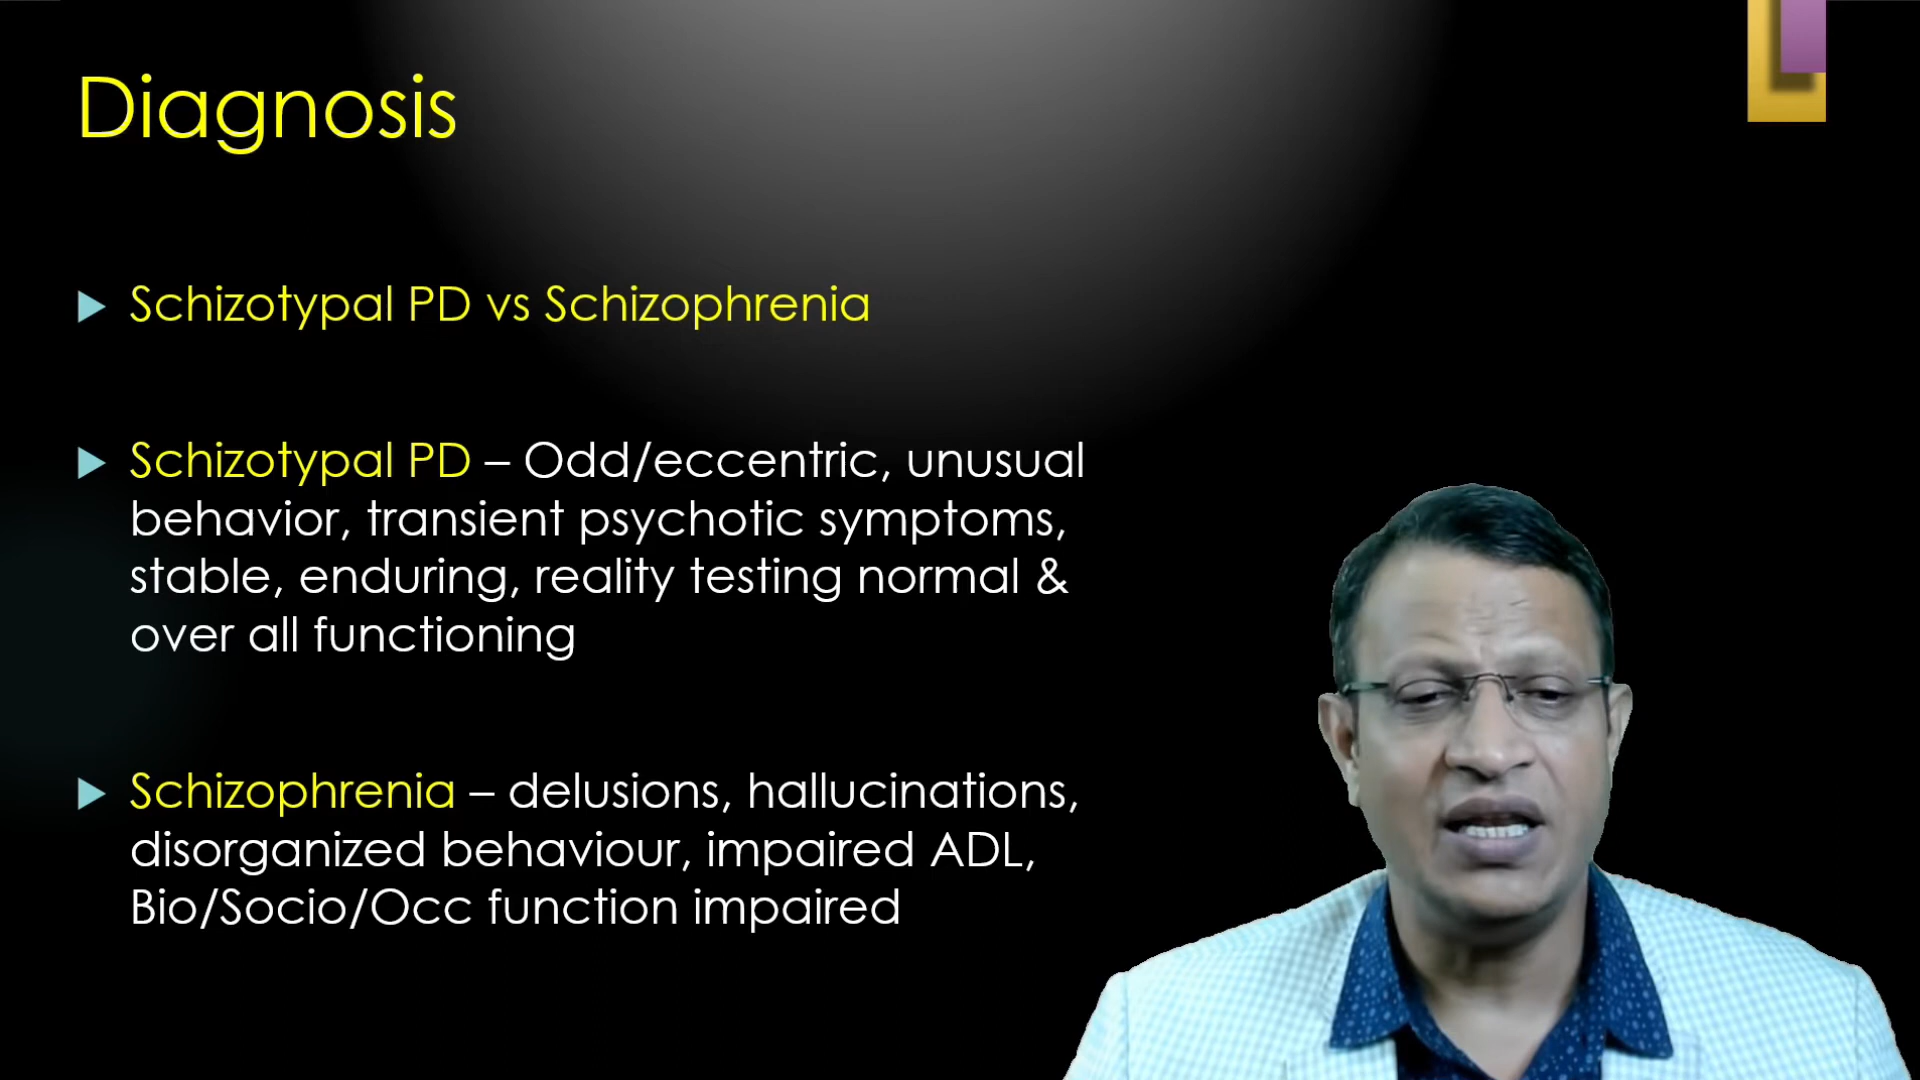 Diagnosis
Schizotypal PD vs Schizophrenia
Schizotypal PD – Odd/eccentric, unusual
behavior, transient psychotic symptoms,
stable, enduring, reality testing normal &
over all functioning
Schizophrenia – delusions, hallucinations,
disorganized behaviour, impaired ADL,
Bio/Socio/Occ function impaired